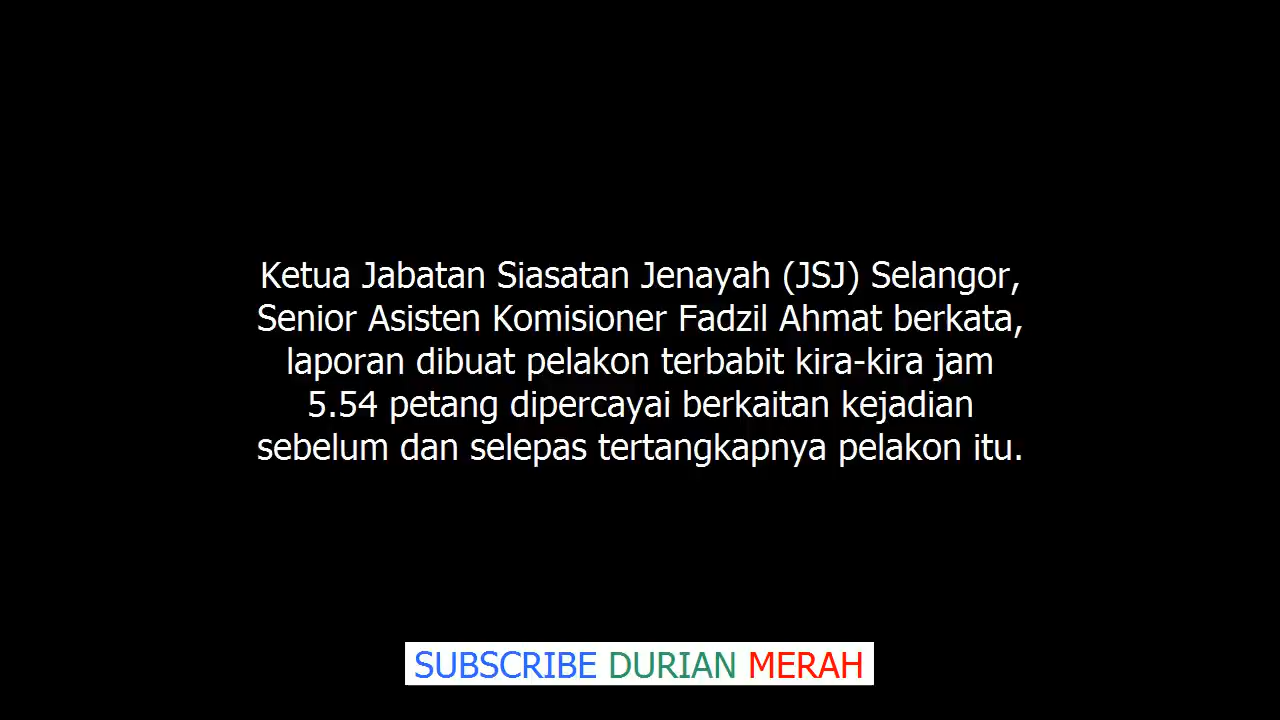 Ketua Jabatan Siasatan Jenayah (JSJ) Selangor,
Senior Asisten Komisioner Fadzil Ahmat berkata,
laporan dibuat pelakon terbabit kira-kira jam
5.54 petang dipercayai berkaitan kejadian
sebelum dan selepas tertangkapnya pelakon itu.
SUBSCRIBE DURIAN MERAH